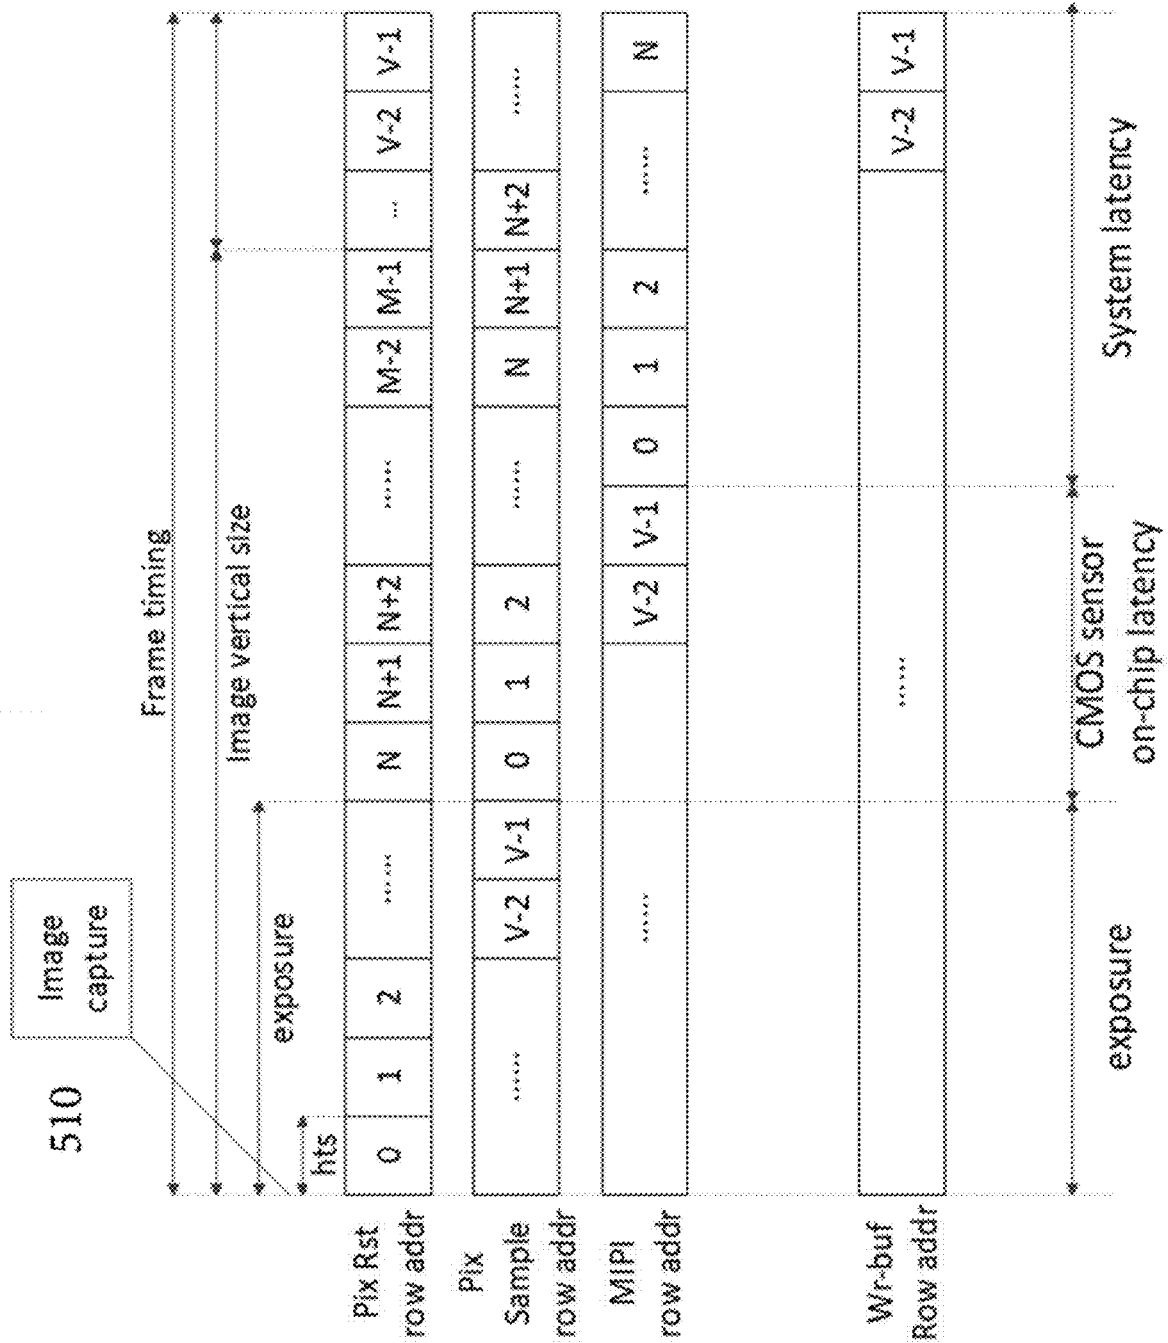 510
Image
capture
Frame timing
Image vertical size
exposure
hts
Pix Rst
row addr
0 1 2 ...... N N+1 N+2 ...... M-2 M-1 ... V-2 V-1
Pix
Sample
row addr
...... V-2 V-1 0 1 2 ...... N N+1 N+2 ......
MIPI
row addr
...... V-2 V-1 0 1 2 ...... N
Wr-buf
Row addr
...... V-2 V-1
exposure
CMOS sensor
on-chip latency
System latency